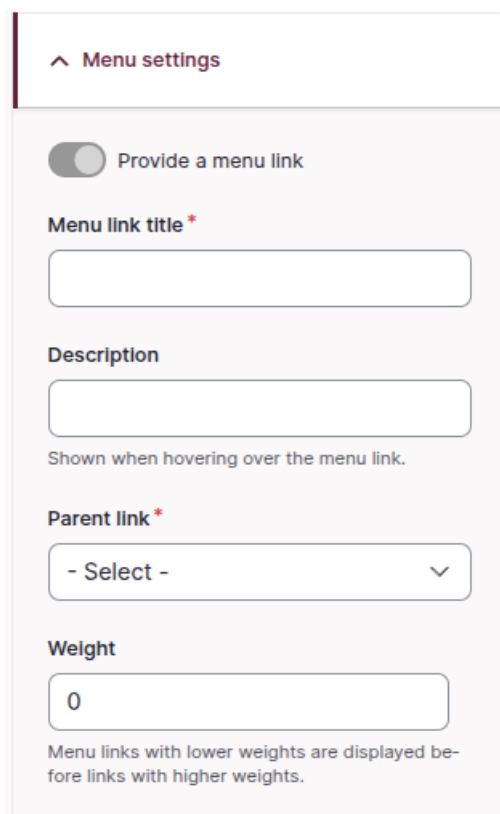 Menu settings
Provide a menu link
Menu link title *
Description
Shown when hovering over the menu link.
Parent link *
- Select -
Weight
0
Menu links with lower weights are displayed be-
fore links with higher weights.